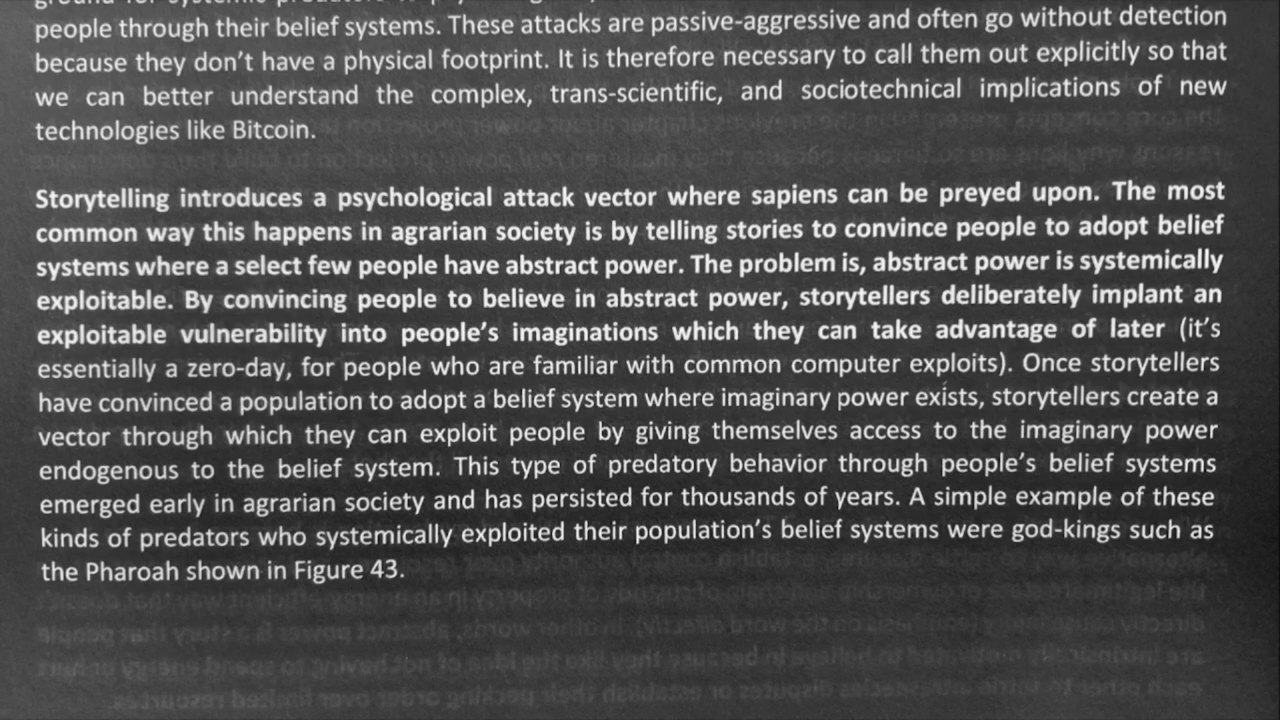 people through their belief systems. These attacks are passive-aggressive and often go without detection
because they don't have a physical footprint. It is therefore necessary to call them out explicitly so that
we can better understand the complex, trans-scientific, and sociotechnical implications of new
technologies like Bitcoin.
Storytelling introduces a psychological attack vector where sapiens can be preyed upon. The most
common way this happens in agrarian society is by telling stories to convince people to adopt belief
systems where a select few people have abstract power. The problem is, abstract power is systemically
exploitable. By convincing people to believe in abstract power, storytellers deliberately implant an
exploitable vulnerability into people's imaginations which they can take advantage of later (it's
essentially a zero-day, for people who are familiar with common computer exploits). Once storytellers
have convinced a population to adopt a belief system where imaginary power exists, storytellers create a
vector through which they can exploit people by giving themselves access to the imaginary power
endogenous to the belief system. This type of predatory behavior through people's belief systems
emerged early in agrarian society and has persisted for thousands of years. A simple example of these
kinds of predators who systemically exploited their population's belief systems were god-kings such as
the Pharoah shown in Figure 43.